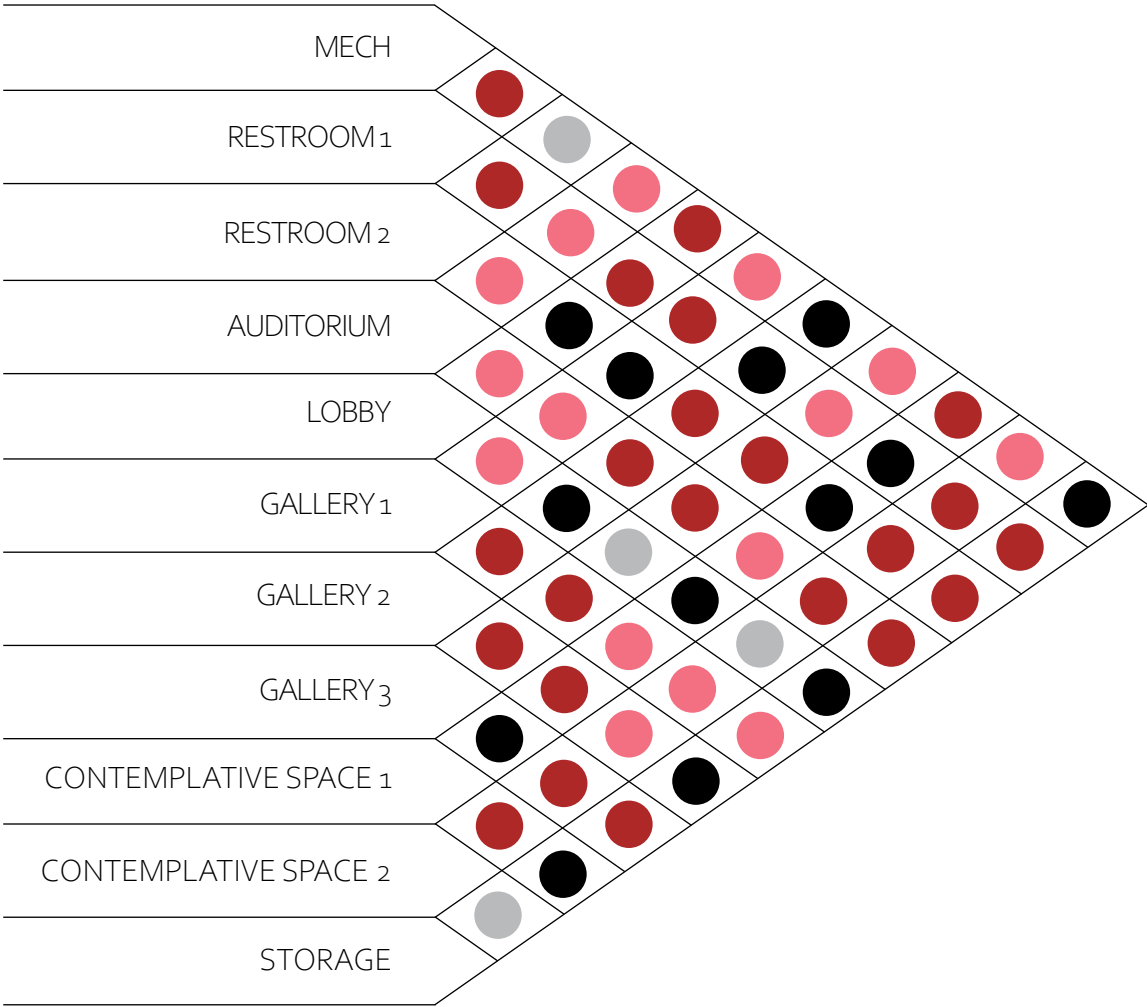 MECH
RESTROOM 1
RESTROOM 2
AUDITORIUM
LOBBY
GALLERY 1
GALLERY 2
GALLERY 3
CONTEMPLATIVE SPACE 1
CONTEMPLATIVE SPACE 2
STORAGE